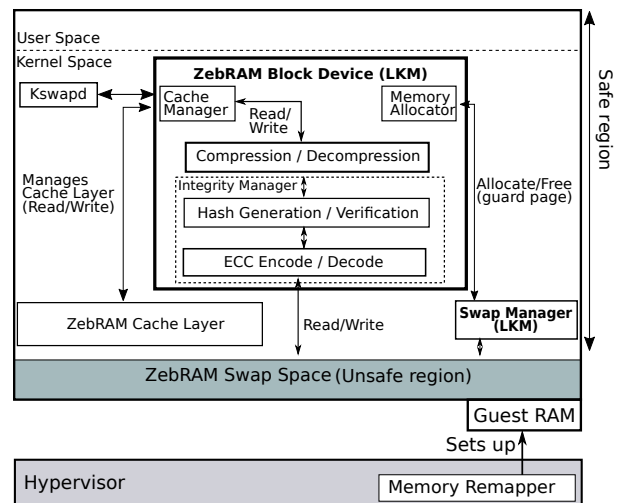 User Space
Kernel Space
ZebRAM Block Device (LKM)
Kswapd
Cache
Manager
Read/
Write
Memory
Allocator
Compression / Decompression
Integrity Manager
Hash Generation / Verification
ECC Encode / Decode
Manages
Cache Layer
(Read/Write)
Allocate/Free
(guard page)
Safe region
ZebRAM Cache Layer
Read/Write
Swap Manager
(LKM)
ZebRAM Swap Space (Unsafe region)
Guest RAM
Sets up
Hypervisor
Memory Remapper